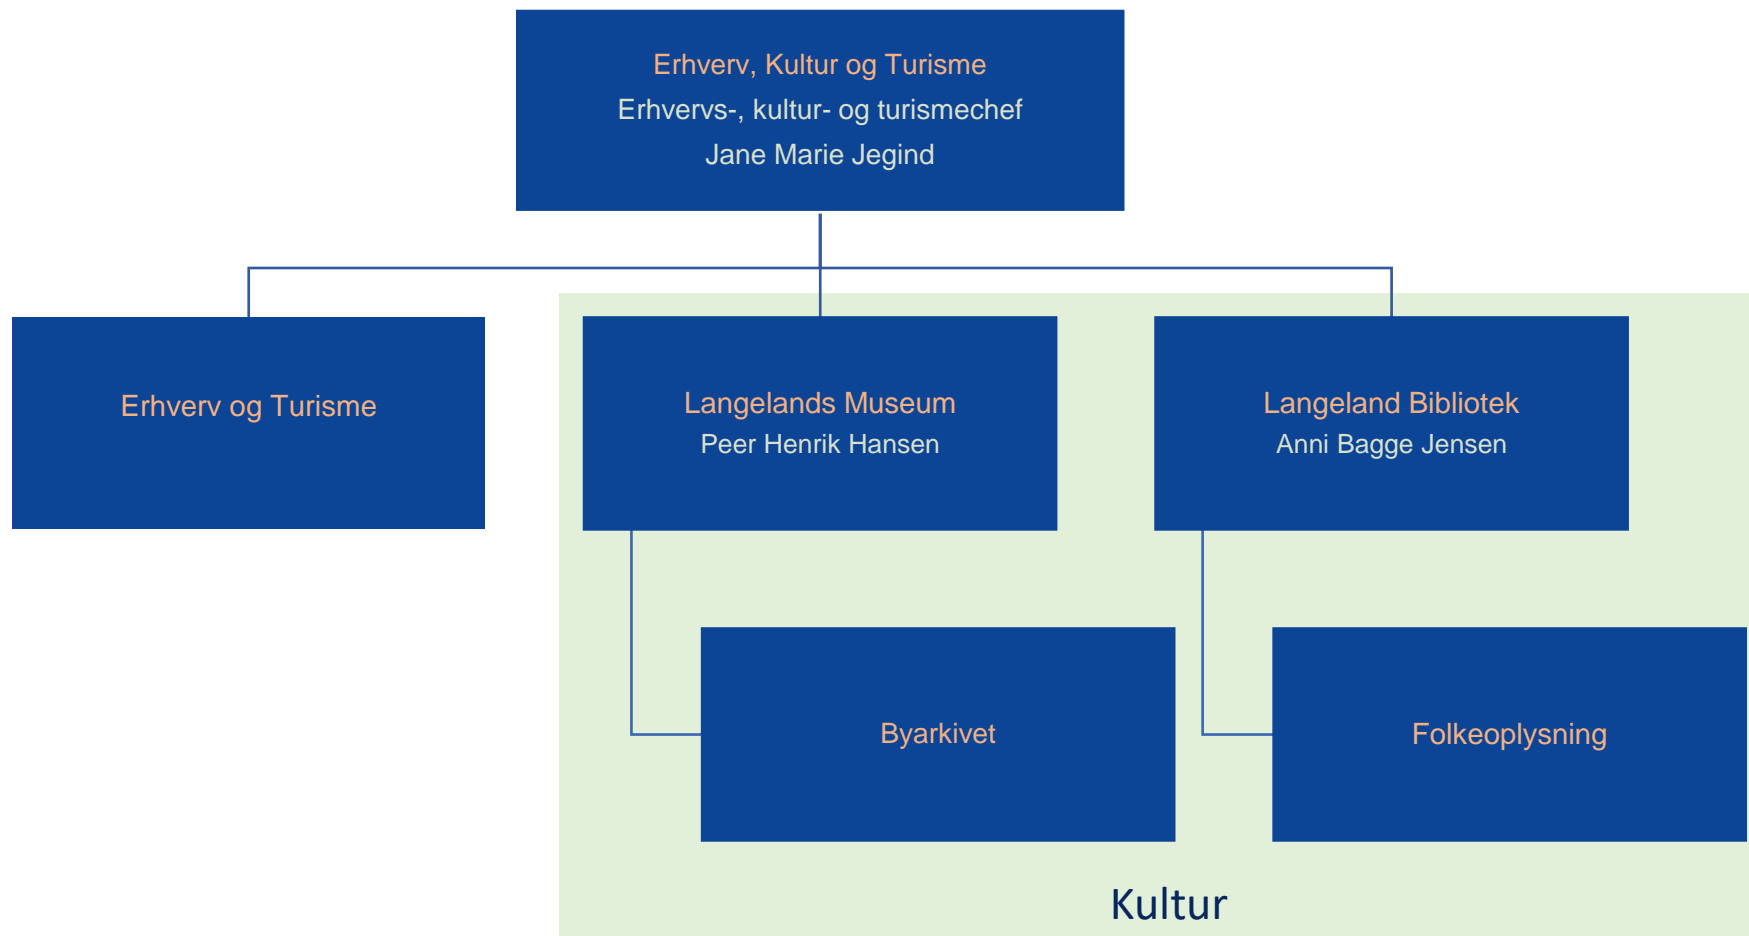 Erhverv, Kultur og Turisme
Erhvervs-, kultur- og turismechef
Jane Marie Jegind
Erhverv og Turisme
Langelands Museum
Peer Henrik Hansen
Langeland Bibliotek
Anni Bagge Jensen
Byarkivet
Folkeoplysning
Kultur